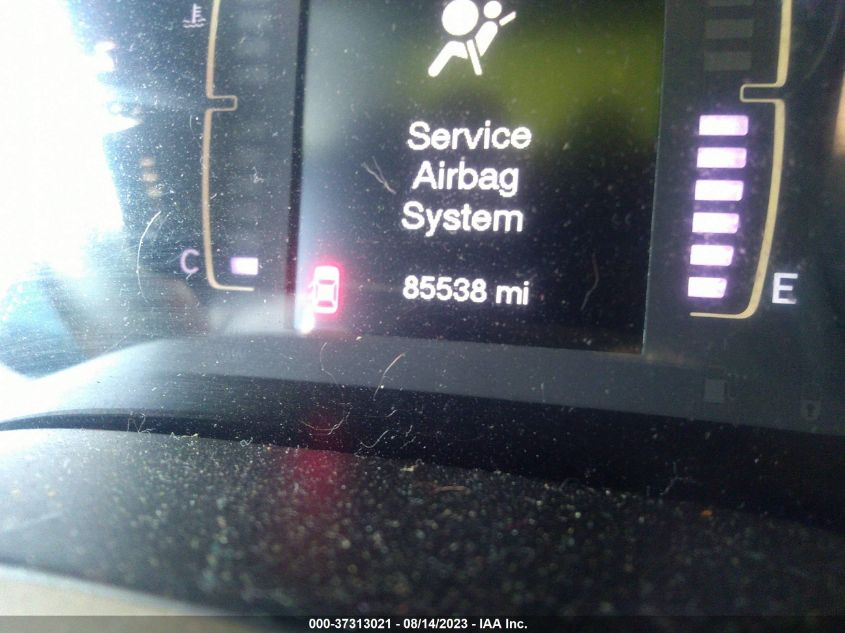 Service
Airbag
System
C
85538 mi
E
000-37313021 - 08/14/2023 - IAA Inc.